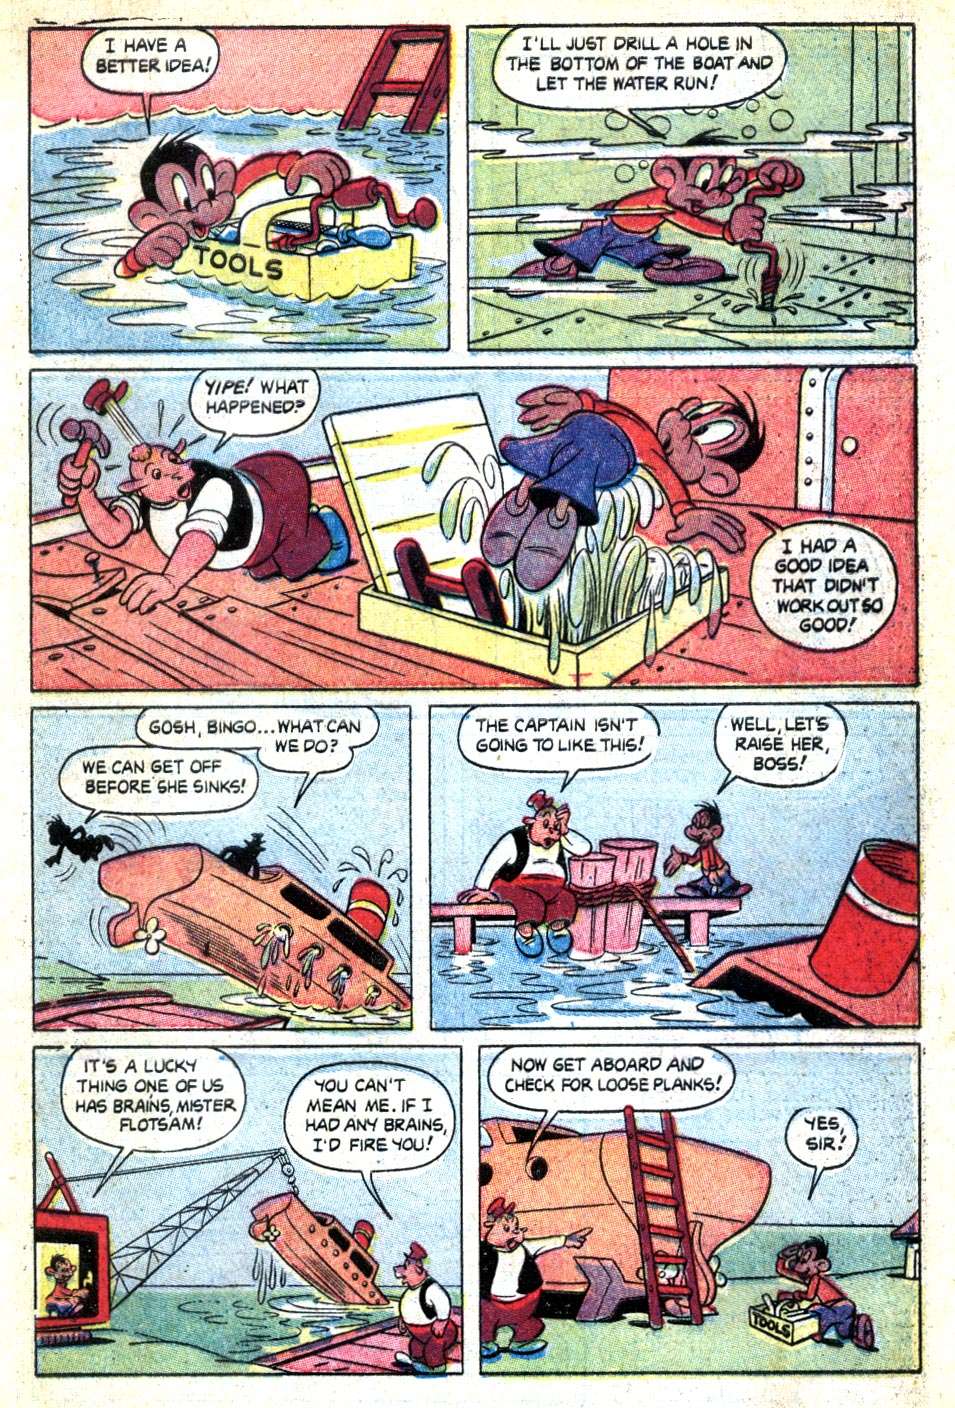 I HAVE A
BETTER IDEA!
TOOLS
I'LL JUST DRILL A HOLE IN
THE BOTTOM OF THE BOAT AND
LET THE WATER RUN!
YIPE! WHAT
HAPPENED?
I HAD A
GOOD IDEA
THAT DIDN'T
WORK OUT SO
GOOD!
GOSH, BINGO...WHAT CAN
WE DO?
WE CAN GET OFF
BEFORE SHE SINKS!
THE CAPTAIN ISN'T
GOING TO LIKE THIS!
WELL, LET'S
RAISE HER,
BOSS!
IT'S A LUCKY
THING ONE OF US
HAS BRAINS, MISTER
FLOTSAM!
YOU CAN'T
MEAN ME. IF I
HAD ANY BRAINS,
I'D FIRE YOU!
NOW GET ABOARD AND
CHECK FOR LOOSE PLANKS!
YES,
SIR!
TOOLS